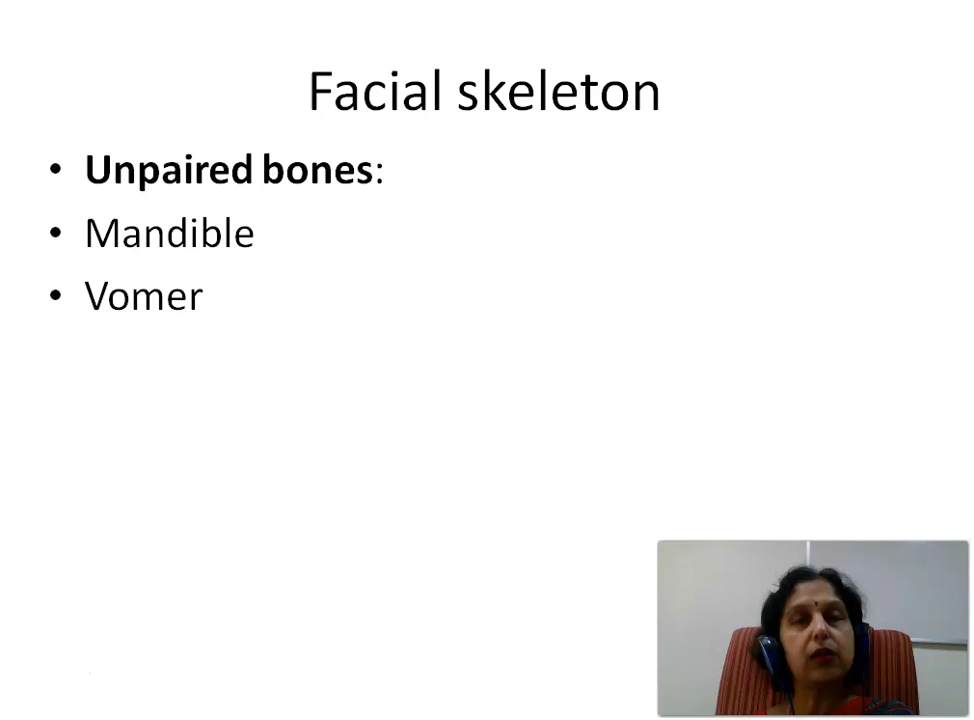 Facial skeleton
• Unpaired bones:
• Mandible
• Vomer